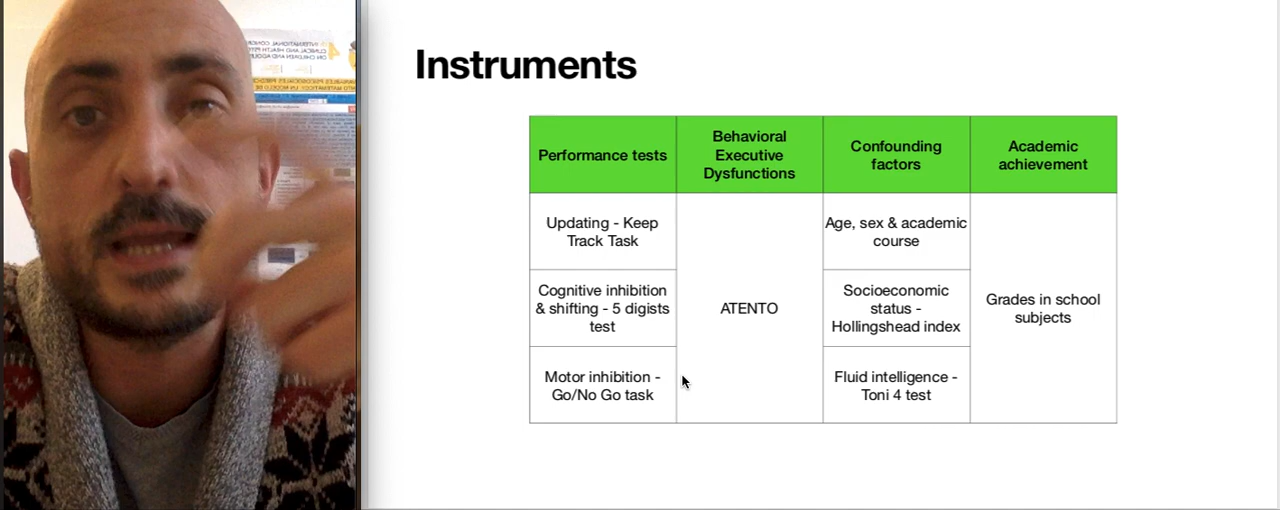 Instruments
Performance tests
Behavioral
Executive
Dysfunctions
Confounding
factors
Academic
achievement
Updating - Keep
Track Task
Cognitive inhibition
& shifting - 5 digists
test
Motor inhibition -
Go/No Go task
ATENTO
Age, sex & academic
course
Socioeconomic
status -
Hollingshead index
Fluid intelligence -
Toni 4 test
Grades in school
subjects